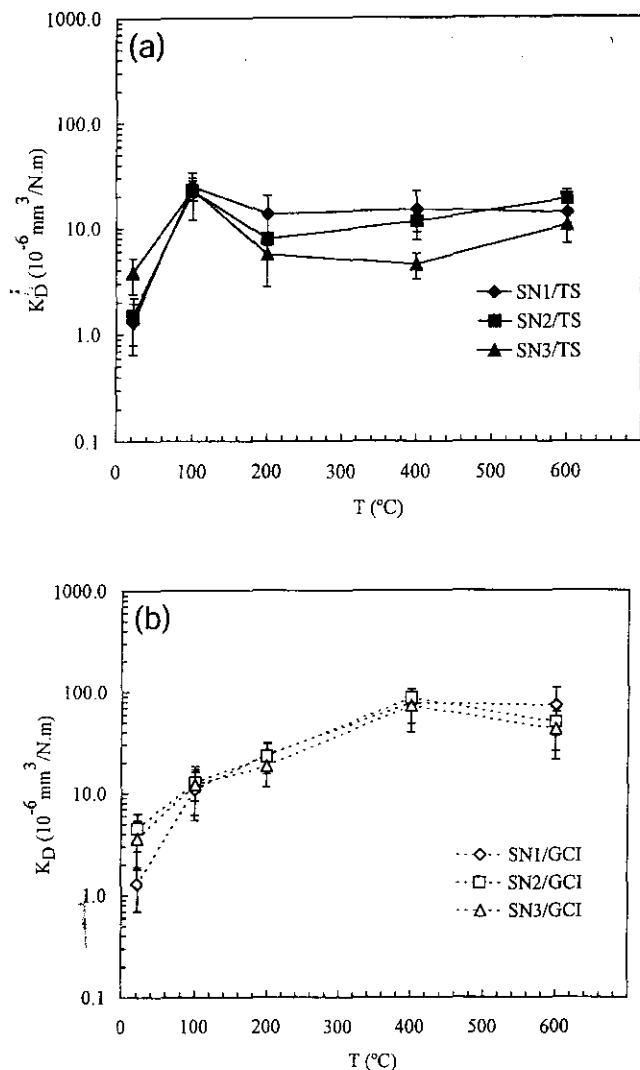 (a)
1000.0
100.0
10.0
1.0
0.1
K_D (10^-6 mm^3/N.m)
SN1/TS
SN2/TS
SN3/TS
0 100 200 300 400 500 600
T (ºC)
(b)
1000.0
100.0
10.0
1.0
0.1
K_D (10^-6 mm^3/N.m)
SN1/GCI
SN2/GCI
SN3/GCI
0 100 200 300 400 500 600
T (ºC)